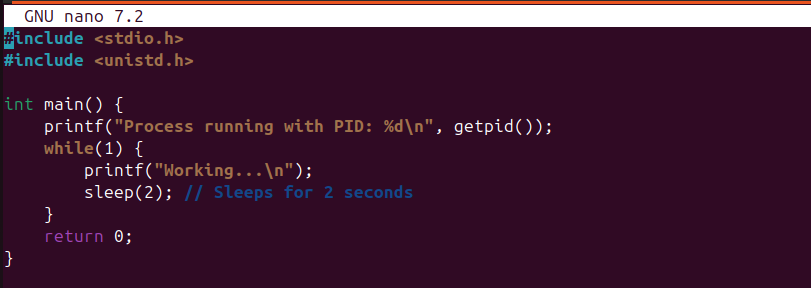 GNU nano 7.2
#include <stdio.h>
#include <unistd.h>
int main() {
    printf("Process running with PID: %d\n", getpid());
    while(1) {
        printf("Working...\n");
        sleep(2); // Sleeps for 2 seconds
    }
    return 0;
}